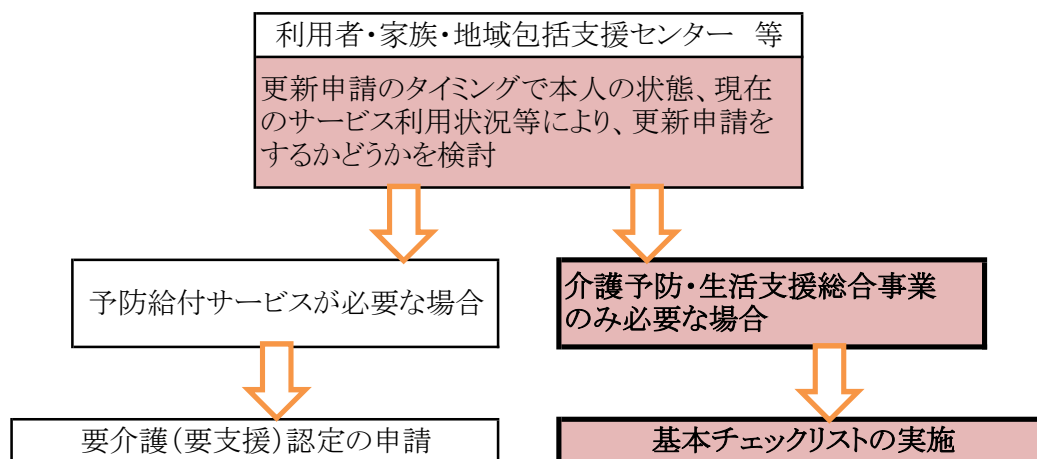 利用者・家族・地域包括支援センター　等
更新申請のタイミングで本人の状態、現在
のサービス利用状況等により、更新申請を
するかどうかを検討
予防給付サービスが必要な場合
介護予防・生活支援総合事業
のみ必要な場合
要介護（要支援）認定の申請
基本チェックリストの実施